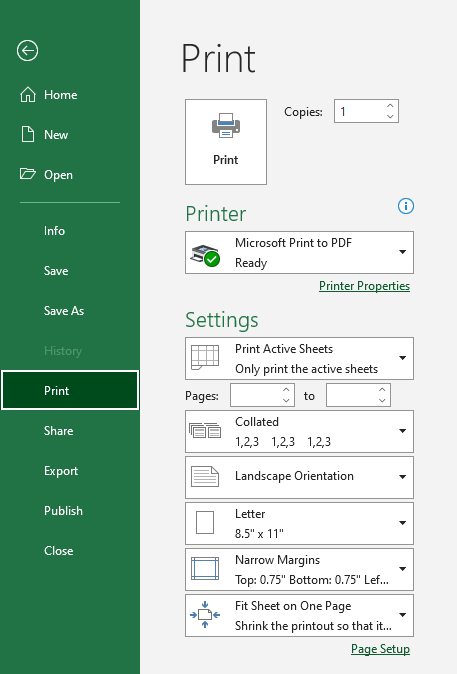 Print
Home
New
Open
Info
Save
Save As
History
Print
Share
Export
Publish
Close
Print
Copies: 1
Printer
Microsoft Print to PDF
Ready
Printer Properties
Settings
Print Active Sheets
Only print the active sheets
Pages: to
Collated
1,2,3 1,2,3 1,2,3
Landscape Orientation
Letter
8.5" x 11"
Narrow Margins
Top: 0.75" Bottom: 0.75" Lef...
Fit Sheet on One Page
Shrink the printout so that it...
Page Setup